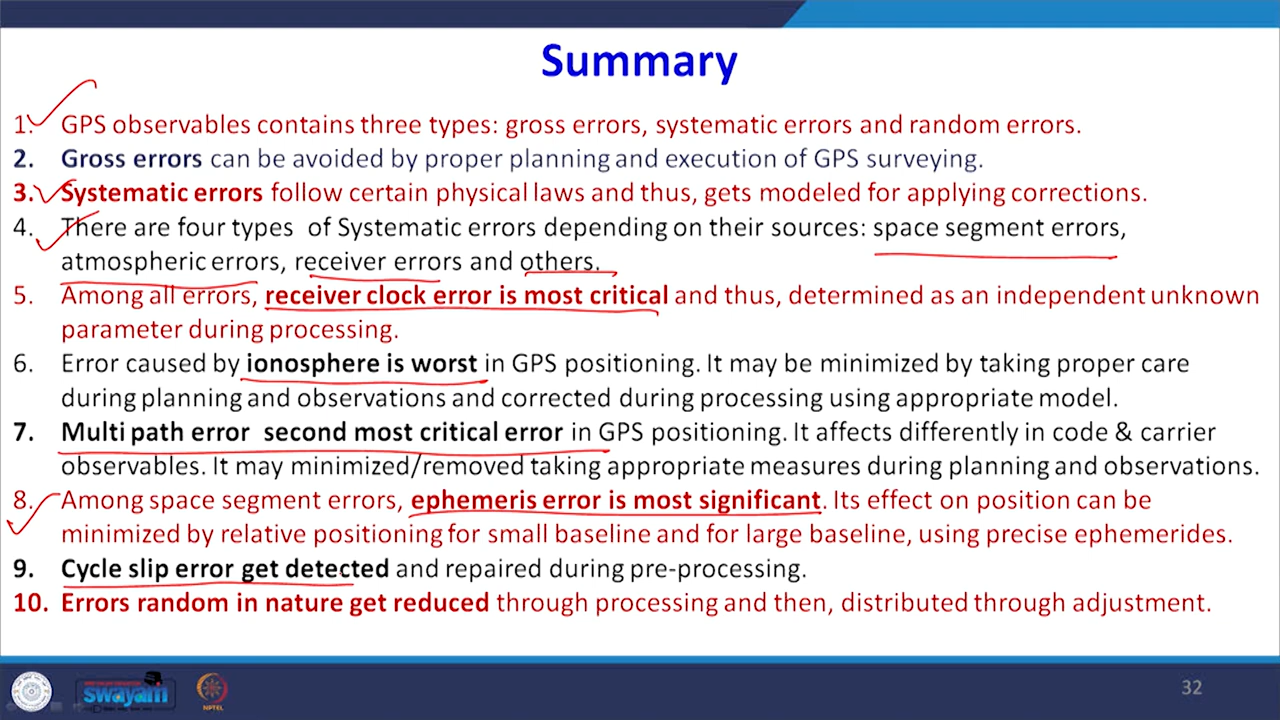 Summary
1. GPS observables contains three types: gross errors, systematic errors and random errors.
2. Gross errors can be avoided by proper planning and execution of GPS surveying.
3. Systematic errors follow certain physical laws and thus, gets modeled for applying corrections.
4. There are four types of Systematic errors depending on their sources: space segment errors,
atmospheric errors, receiver errors and others.
5. Among all errors, receiver clock error is most critical and thus, determined as an independent unknown
parameter during processing.
6. Error caused by ionosphere is worst in GPS positioning. It may be minimized by taking proper care
during planning and observations and corrected during processing using appropriate model.
7. Multi path error second most critical error in GPS positioning. It affects differently in code & carrier
observables. It may minimized/removed taking appropriate measures during planning and observations.
8. Among space segment errors, ephemeris error is most significant. Its effect on position can be
minimized by relative positioning for small baseline and for large baseline, using precise ephemerides.
9. Cycle slip error get detected and repaired during pre-processing.
10. Errors random in nature get reduced through processing and then, distributed through adjustment.
swayam
NPTEL
32